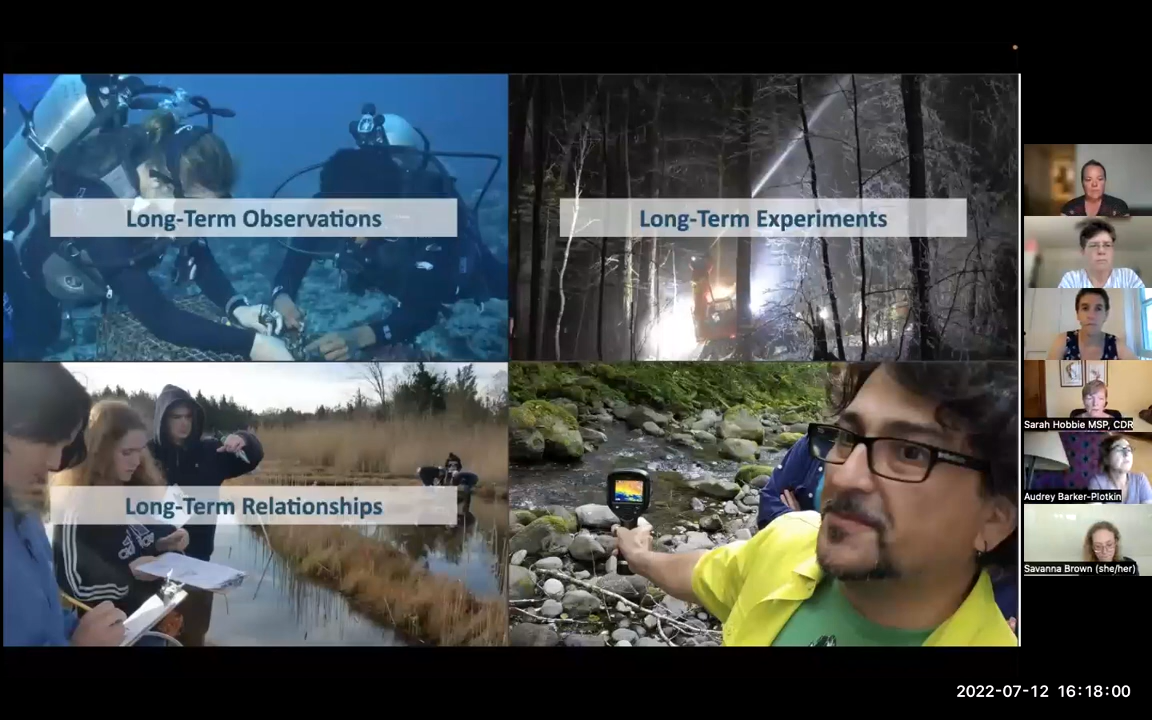 Long-Term Observations
Long-Term Experiments
Long-Term Relationships
Sarah Hobbie MSP, CDR
Audrey Barker-Plotkin
Savanna Brown (she/her)
adidas
2022-07-12 16:18:00